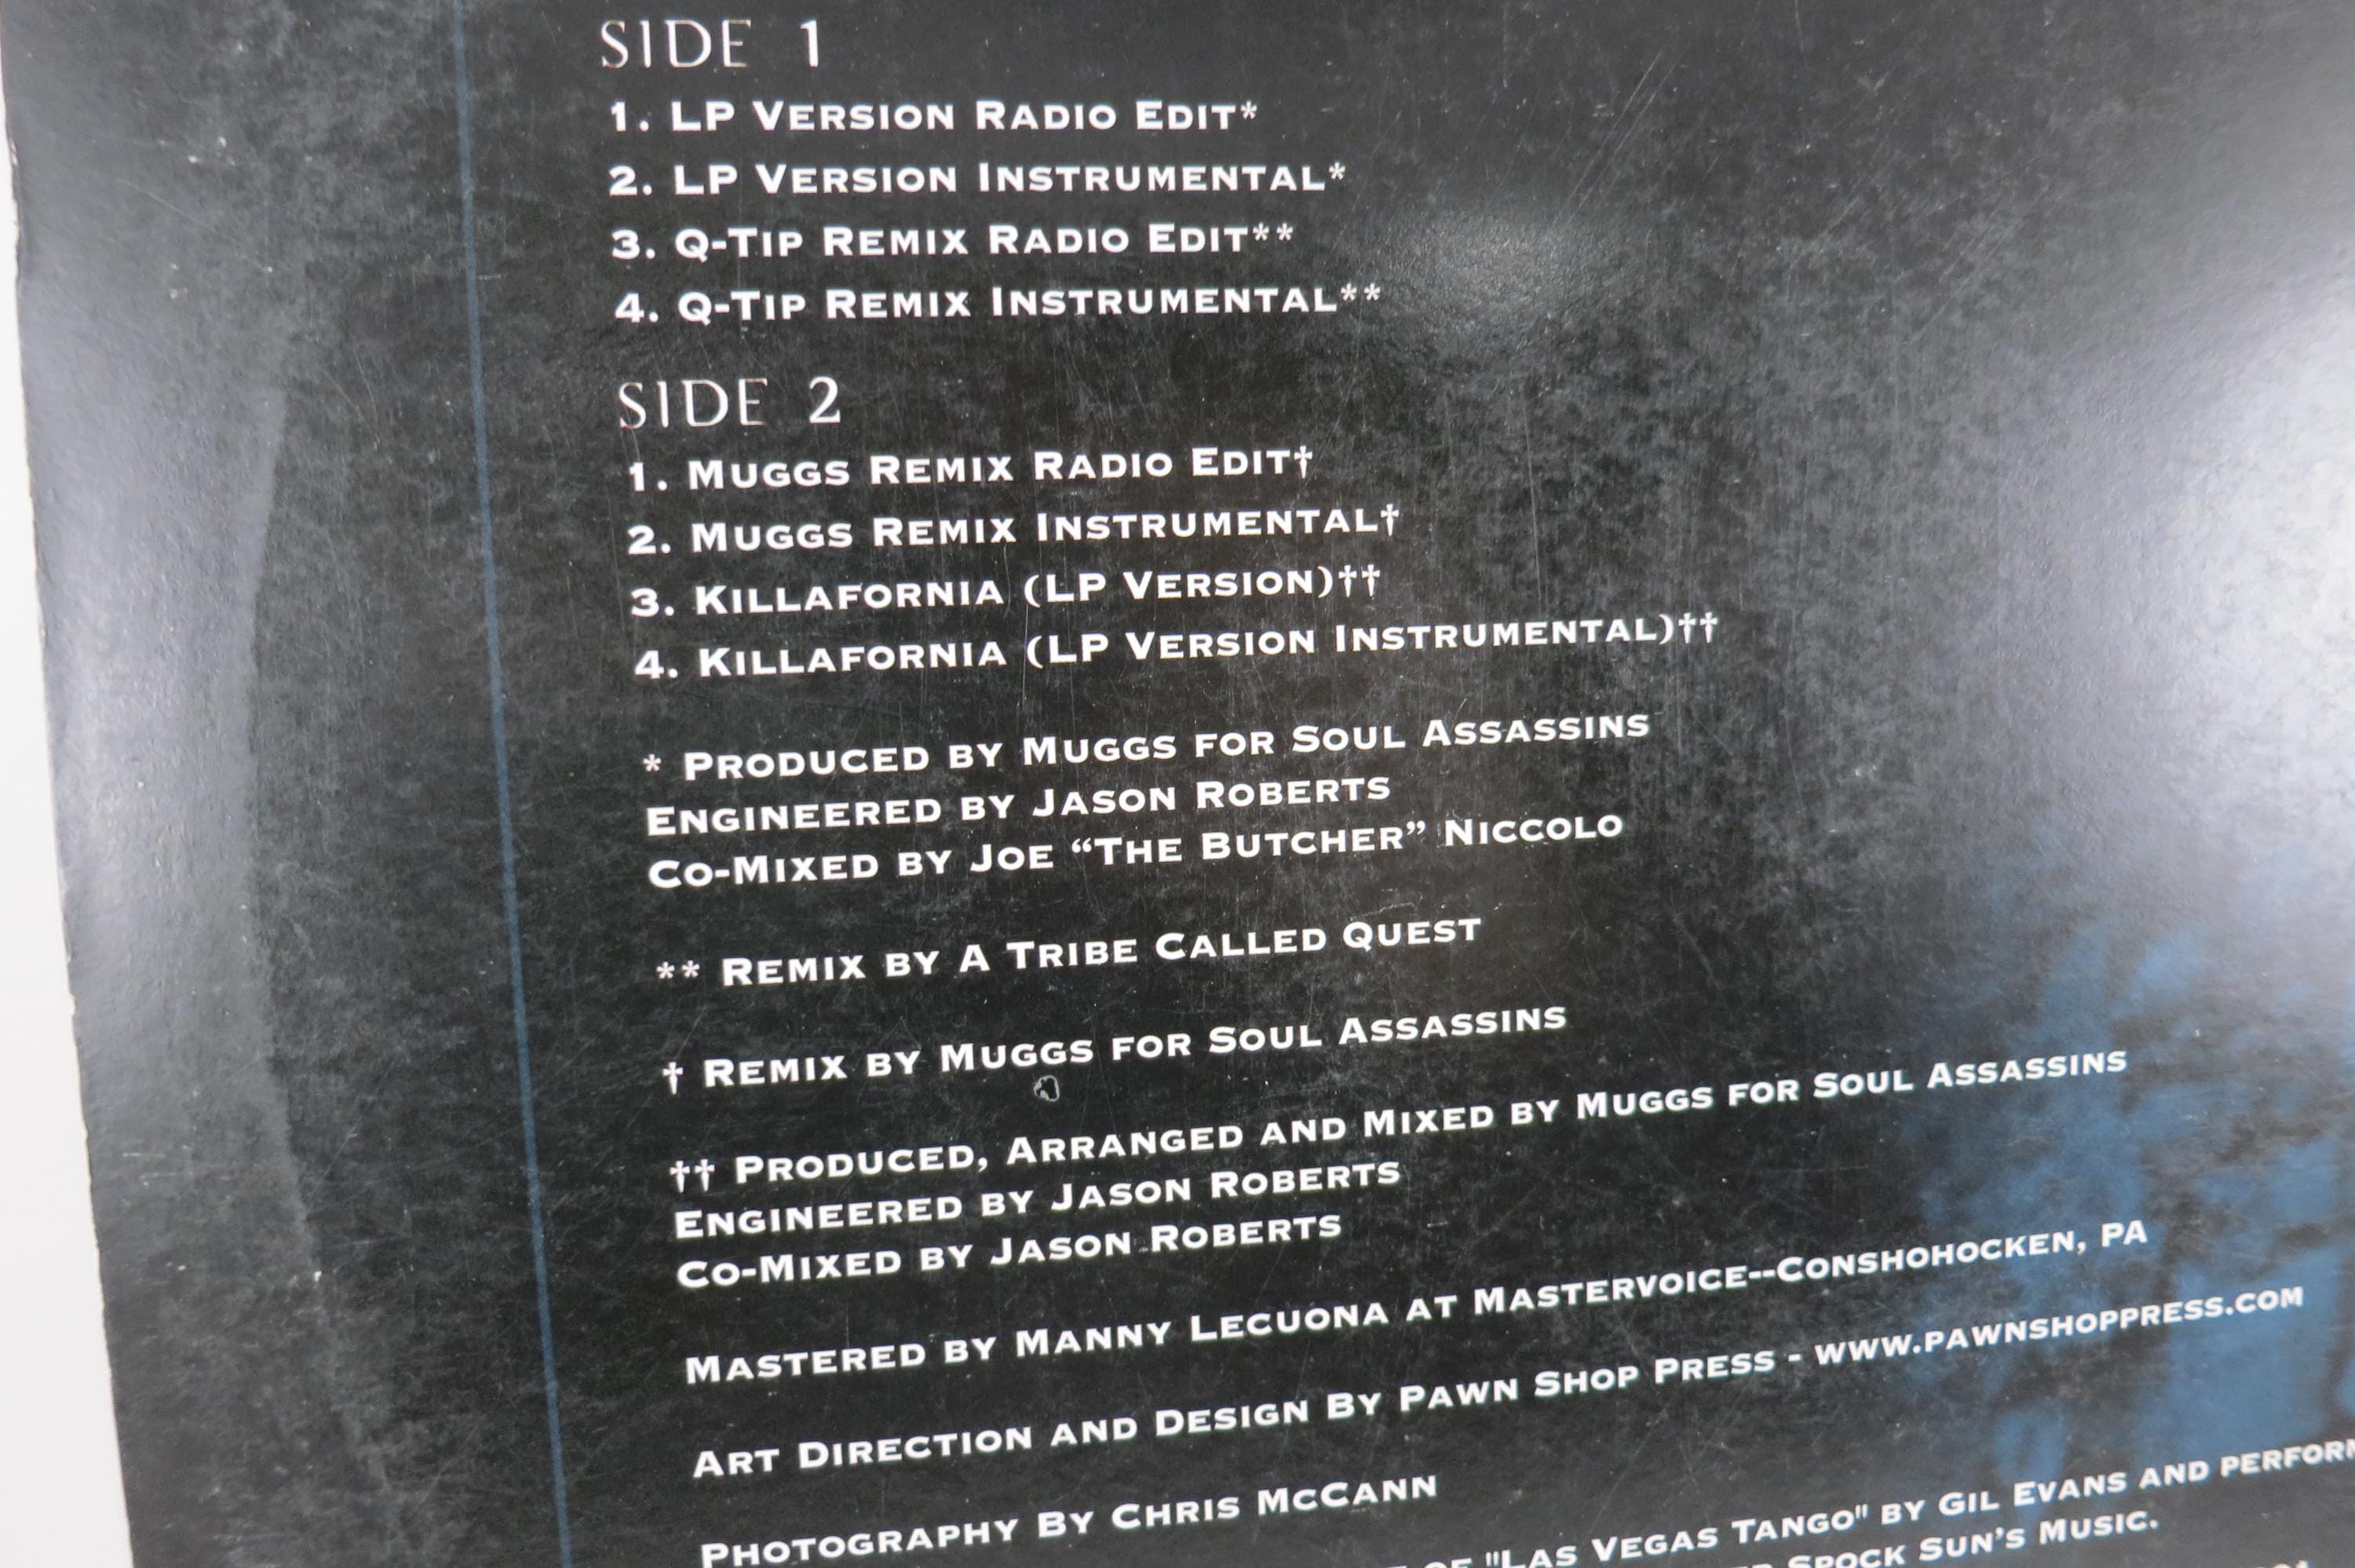 SIDE 1
1. LP VERSION RADIO EDIT*
2. LP VERSION INSTRUMENTAL*
3. Q-TIP REMIX RADIO EDIT**
4. Q-TIP REMIX INSTRUMENTAL**
SIDE 2
1. MUGGS REMIX RADIO EDIT†
2. MUGGS REMIX INSTRUMENTAL†
3. KILLAFORNIA (LP VERSION)††
4. KILLAFORNIA (LP VERSION INSTRUMENTAL)††
* PRODUCED BY MUGGS FOR SOUL ASSASSINS
ENGINEERED BY JASON ROBERTS
CO-MIXED BY JOE “THE BUTCHER” NICCOLO
** REMIX BY A TRIBE CALLED QUEST
† REMIX BY MUGGS FOR SOUL ASSASSINS
†† PRODUCED, ARRANGED AND MIXED BY MUGGS FOR SOUL ASSASSINS
ENGINEERED BY JASON ROBERTS
CO-MIXED BY JASON ROBERTS
MASTERED BY MANNY LECUONA AT MASTERVOICE--CONSHOHOCKEN, PA
ART DIRECTION AND DESIGN BY PAWN SHOP PRESS - WWW.PAWNSHOPPRESS.COM
PHOTOGRAPHY BY CHRIS MCCANN
OF "LAS VEGAS TANGO" BY GIL EVANS AND PERFORM
SPOCK SUN’S MUSIC.